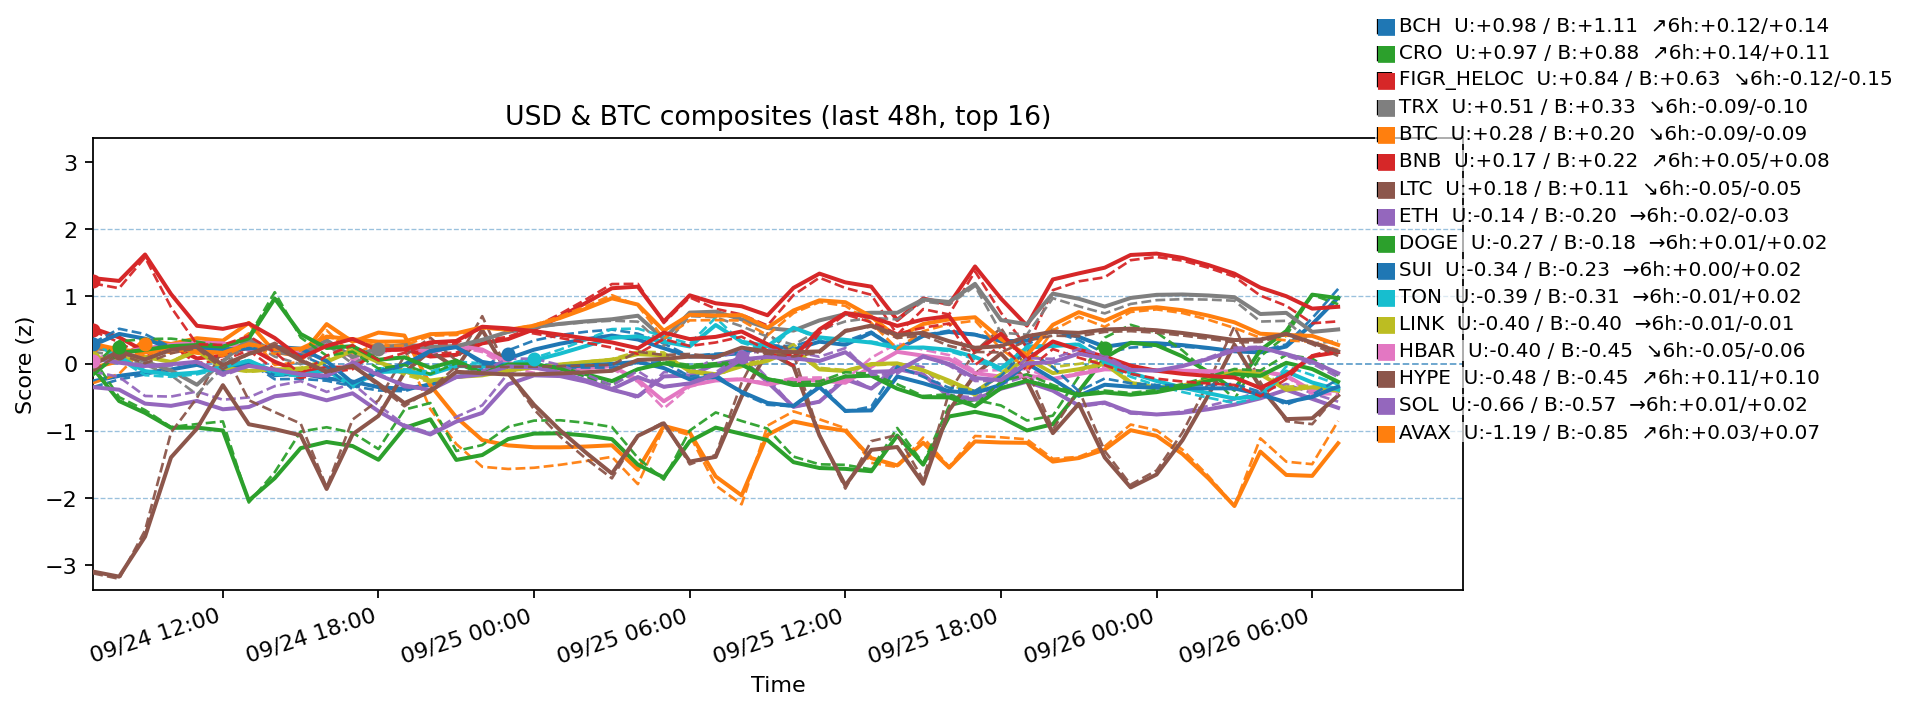 BCH  U:+0.98 / B:+1.11  ↗6h:+0.12/+0.14
CRO  U:+0.97 / B:+0.88  ↗6h:+0.14/+0.11
FIGR_HELOC  U:+0.84 / B:+0.63  ↘6h:-0.12/-0.15
TRX  U:+0.51 / B:+0.33  ↘6h:-0.09/-0.10
BTC  U:+0.28 / B:+0.20  ↘6h:-0.09/-0.09
BNB  U:+0.17 / B:+0.22  ↗6h:+0.05/+0.08
LTC  U:+0.18 / B:+0.11  ↘6h:-0.05/-0.05
ETH  U:-0.14 / B:-0.20  →6h:-0.02/-0.03
DOGE  U:-0.27 / B:-0.18  →6h:+0.01/+0.02
SUI  U:-0.34 / B:-0.23  →6h:+0.00/+0.02
TON  U:-0.39 / B:-0.31  →6h:-0.01/+0.02
LINK  U:-0.40 / B:-0.40  →6h:-0.01/-0.01
HBAR  U:-0.40 / B:-0.45  ↘6h:-0.05/-0.06
HYPE  U:-0.48 / B:-0.45  ↗6h:+0.11/+0.10
SOL  U:-0.66 / B:-0.57  →6h:+0.01/+0.02
AVAX  U:-1.19 / B:-0.85  ↗6h:+0.03/+0.07
USD & BTC composites (last 48h, top 16)
Score (z)
3
2
1
0
−1
−2
−3
09/24 12:00
09/24 18:00
09/25 00:00
09/25 06:00
09/25 12:00
09/25 18:00
09/26 00:00
09/26 06:00
Time